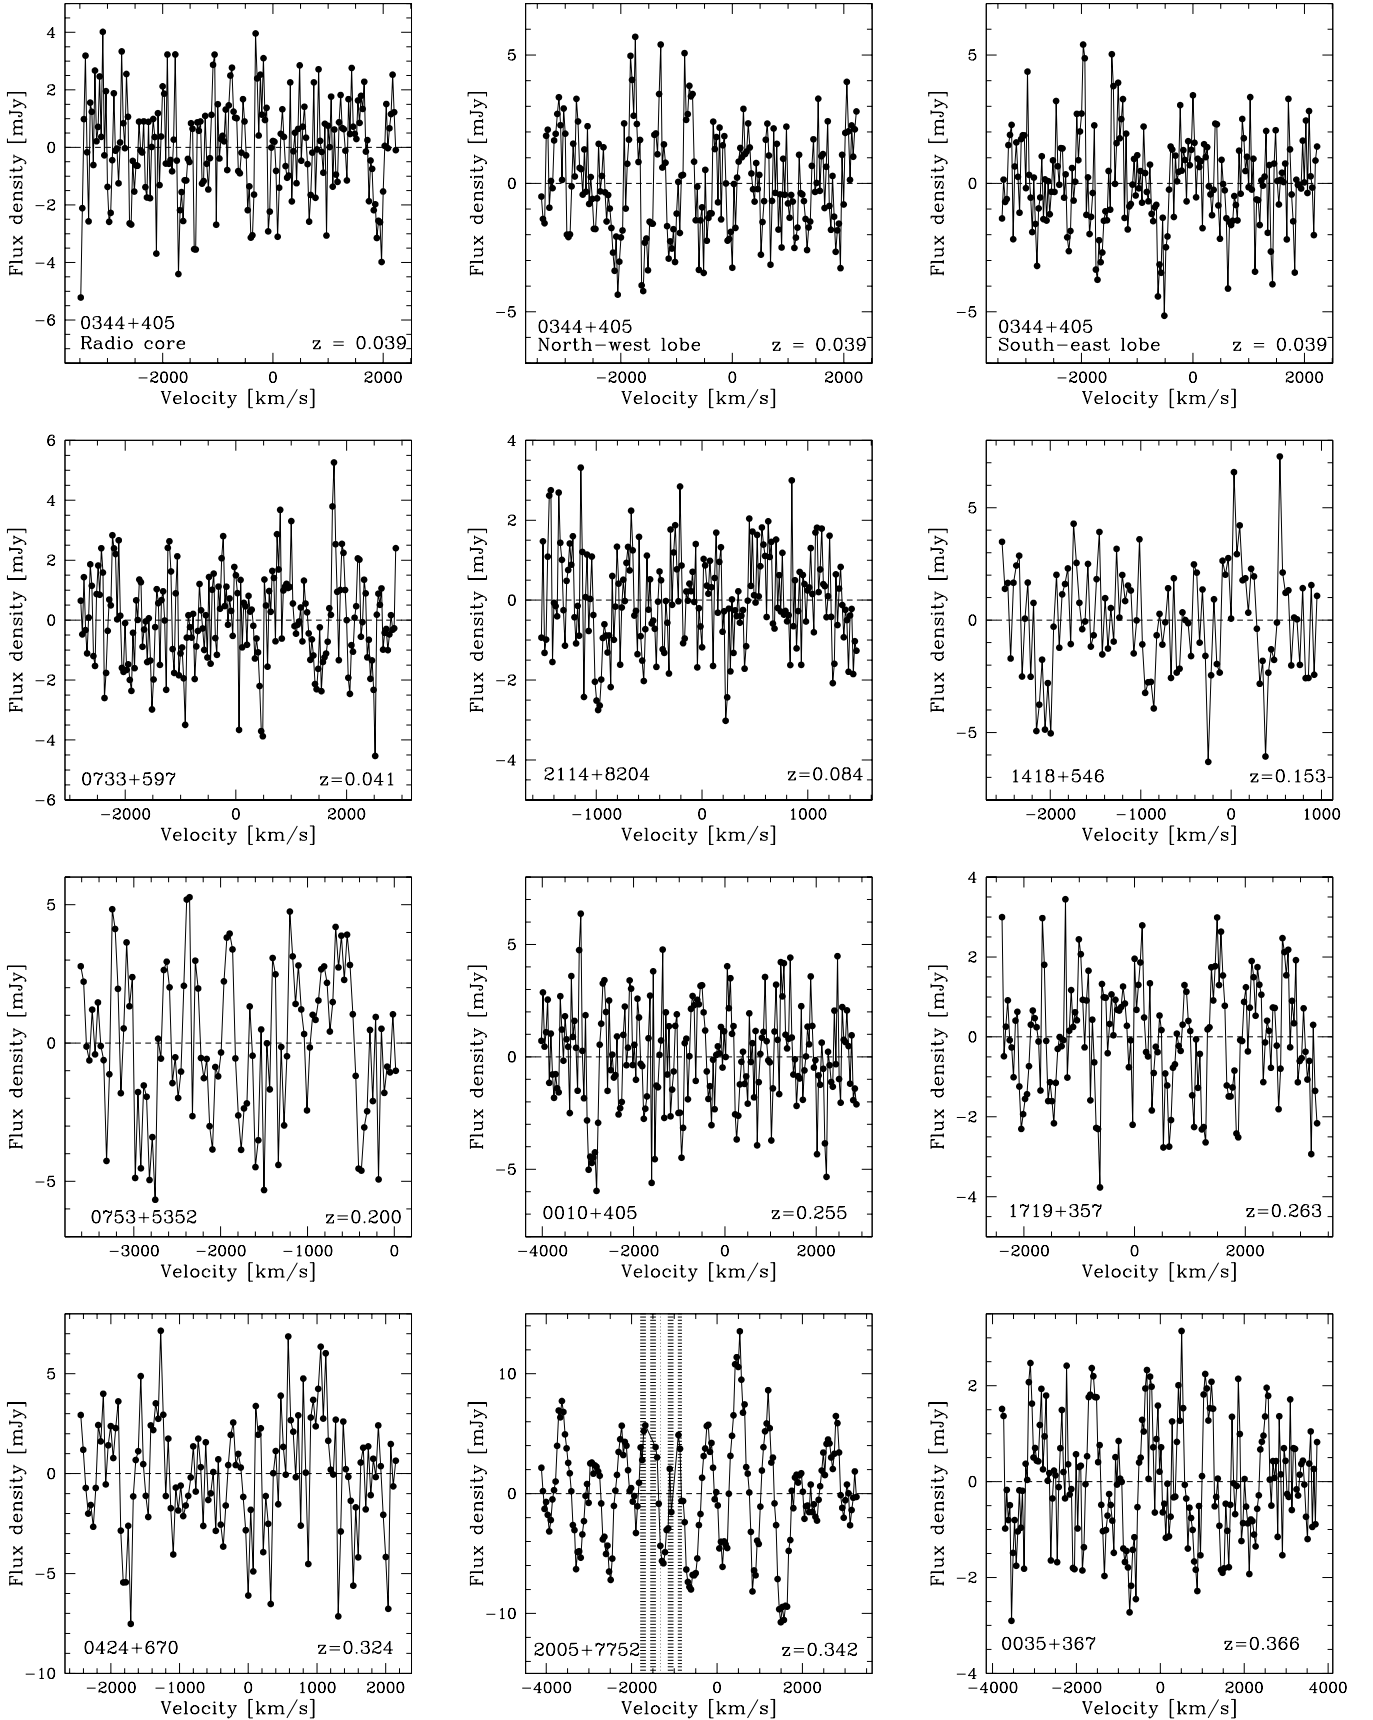 4
2
0
−2
−4
−6
Flux density [mJy]
0344+405
Radio core
z = 0.039
−2000 0 2000
Velocity [km/s]
5
0
−5
Flux density [mJy]
0344+405
North−west lobe
z = 0.039
−2000 0 2000
Velocity [km/s]
5
0
−5
Flux density [mJy]
0344+405
South−east lobe
z = 0.039
−2000 0 2000
Velocity [km/s]
6
4
2
0
−2
−4
−6
Flux density [mJy]
0733+597
z=0.041
−2000 0 2000
Velocity [km/s]
4
2
0
−2
−4
Flux density [mJy]
2114+8204
z=0.084
−1000 0 1000
Velocity [km/s]
5
0
−5
Flux density [mJy]
1418+546
z=0.153
−2000 −1000 0 1000
Velocity [km/s]
5
0
−5
Flux density [mJy]
0753+5352
z=0.200
−3000 −2000 −1000 0
Velocity [km/s]
5
0
−5
Flux density [mJy]
0010+405
z=0.255
−4000 −2000 0 2000
Velocity [km/s]
4
2
0
−2
−4
Flux density [mJy]
1719+357
z=0.263
−2000 0 2000
Velocity [km/s]
5
0
−5
−10
Flux density [mJy]
0424+670
z=0.324
−2000 −1000 0 1000 2000
Velocity [km/s]
10
0
−10
Flux density [mJy]
2005+7752
z=0.342
−4000 −2000 0 2000
Velocity [km/s]
2
0
−2
−4
Flux density [mJy]
0035+367
z=0.366
−4000 −2000 0 2000 4000
Velocity [km/s]